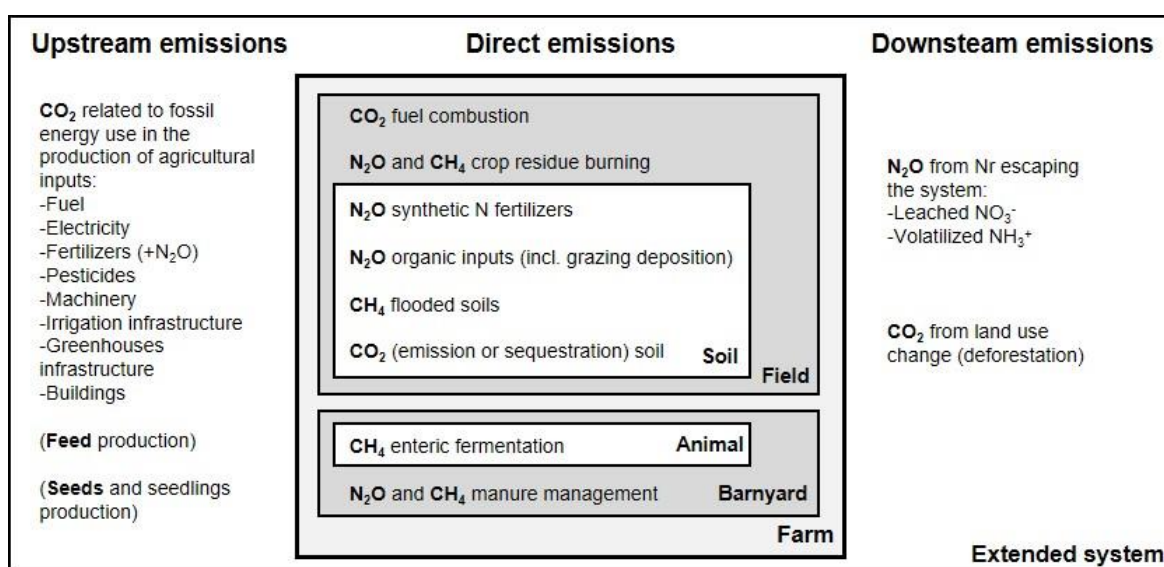 Upstream emissions
CO₂ related to fossil
energy use in the
production of agricultural
inputs:
-Fuel
-Electricity
-Fertilizers (+N₂O)
-Pesticides
-Machinery
-Irrigation infrastructure
-Greenhouses
infrastructure
-Buildings
(Feed production)
(Seeds and seedlings
production)
Direct emissions
CO₂ fuel combustion
N₂O and CH₄ crop residue burning
N₂O synthetic N fertilizers
N₂O organic inputs (incl. grazing deposition)
CH₄ flooded soils
CO₂ (emission or sequestration) soil
Soil
Field
CH₄ enteric fermentation
Animal
N₂O and CH₄ manure management
Barnyard
Farm
Downsteam emissions
N₂O from Nr escaping
the system:
-Leached NO₃⁻
-Volatilized NH₃⁺
CO₂ from land use
change (deforestation)
Extended system